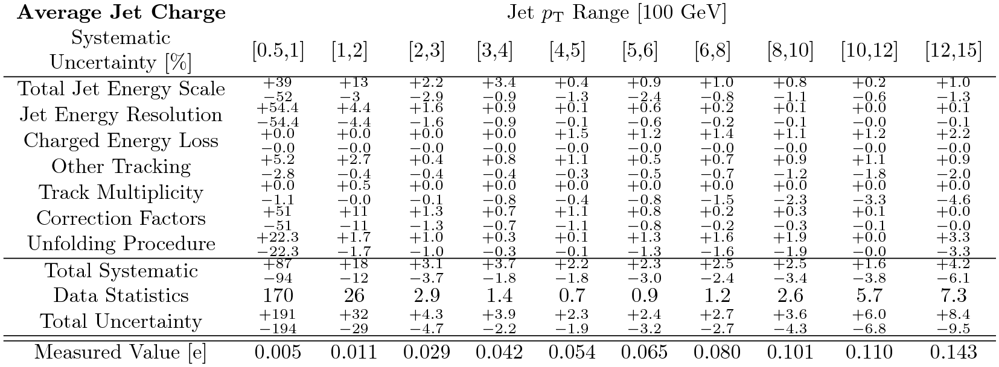 Average Jet Charge Jet pT Range [100 GeV]
Systematic
Uncertainty [%] [0.5,1] [1,2] [2,3] [3,4] [4,5] [5,6] [6,8] [8,10] [10,12] [12,15]
+39 +13 +2.2 +3.4 +0.4 +0.9 +1.0 +0.8 +0.2 +1.0
Total Jet Energy Scale
−52 −3 −2.9 −0.9 −1.3 −2.4 −0.8 −1.1 −0.6 −1.3
+54.4 +4.4 +1.6 +0.9 +0.1 +0.6 +0.2 +0.1 +0.0 +0.1
Jet Energy Resolution
−54.4 −4.4 −1.6 −0.9 −0.1 −0.6 −0.2 −0.1 −0.0 −0.1
+0.0 +0.0 +0.0 +0.0 +1.5 +1.2 +1.4 +1.1 +1.2 +2.2
Charged Energy Loss
−0.0 −0.0 −0.0 −0.0 −0.0 −0.0 −0.0 −0.0 −0.0 −0.0
+5.2 +2.7 +0.4 +0.8 +1.1 +0.5 +0.7 +0.9 +1.1 +0.9
Other Tracking
−2.8 −0.4 −0.4 −0.4 −0.3 −0.5 −0.7 −1.2 −1.8 −2.0
+0.0 +0.5 +0.0 +0.0 +0.0 +0.0 +0.0 +0.0 +0.0 +0.0
Track Multiplicity
−1.1 −0.0 −0.1 −0.8 −0.4 −0.8 −1.5 −2.3 −3.3 −4.6
+51 +11 +1.3 +0.7 +1.1 +0.8 +0.2 +0.3 +0.1 +0.0
Correction Factors
−51 −11 −1.3 −0.7 −1.1 −0.8 −0.2 −0.3 −0.1 −0.0
+22.3 +1.7 +1.0 +0.3 +0.1 +1.3 +1.6 +1.9 +0.0 +3.3
Unfolding Procedure
−22.3 −1.7 −1.0 −0.3 −0.1 −1.3 −1.6 −1.9 −0.0 −3.3
+87 +18 +3.1 +3.7 +2.2 +2.3 +2.5 +2.5 +1.6 +4.2
Total Systematic
−94 −12 −3.7 −1.8 −1.8 −3.0 −2.4 −3.4 −3.8 −6.1
Data Statistics 170 26 2.9 1.4 0.7 0.9 1.2 2.6 5.7 7.3
+191 +32 +4.3 +3.9 +2.3 +2.4 +2.7 +3.6 +6.0 +8.4
Total Uncertainty
−194 −29 −4.7 −2.2 −1.9 −3.2 −2.7 −4.3 −6.8 −9.5
Measured Value [e] 0.005 0.011 0.029 0.042 0.054 0.065 0.080 0.101 0.110 0.143